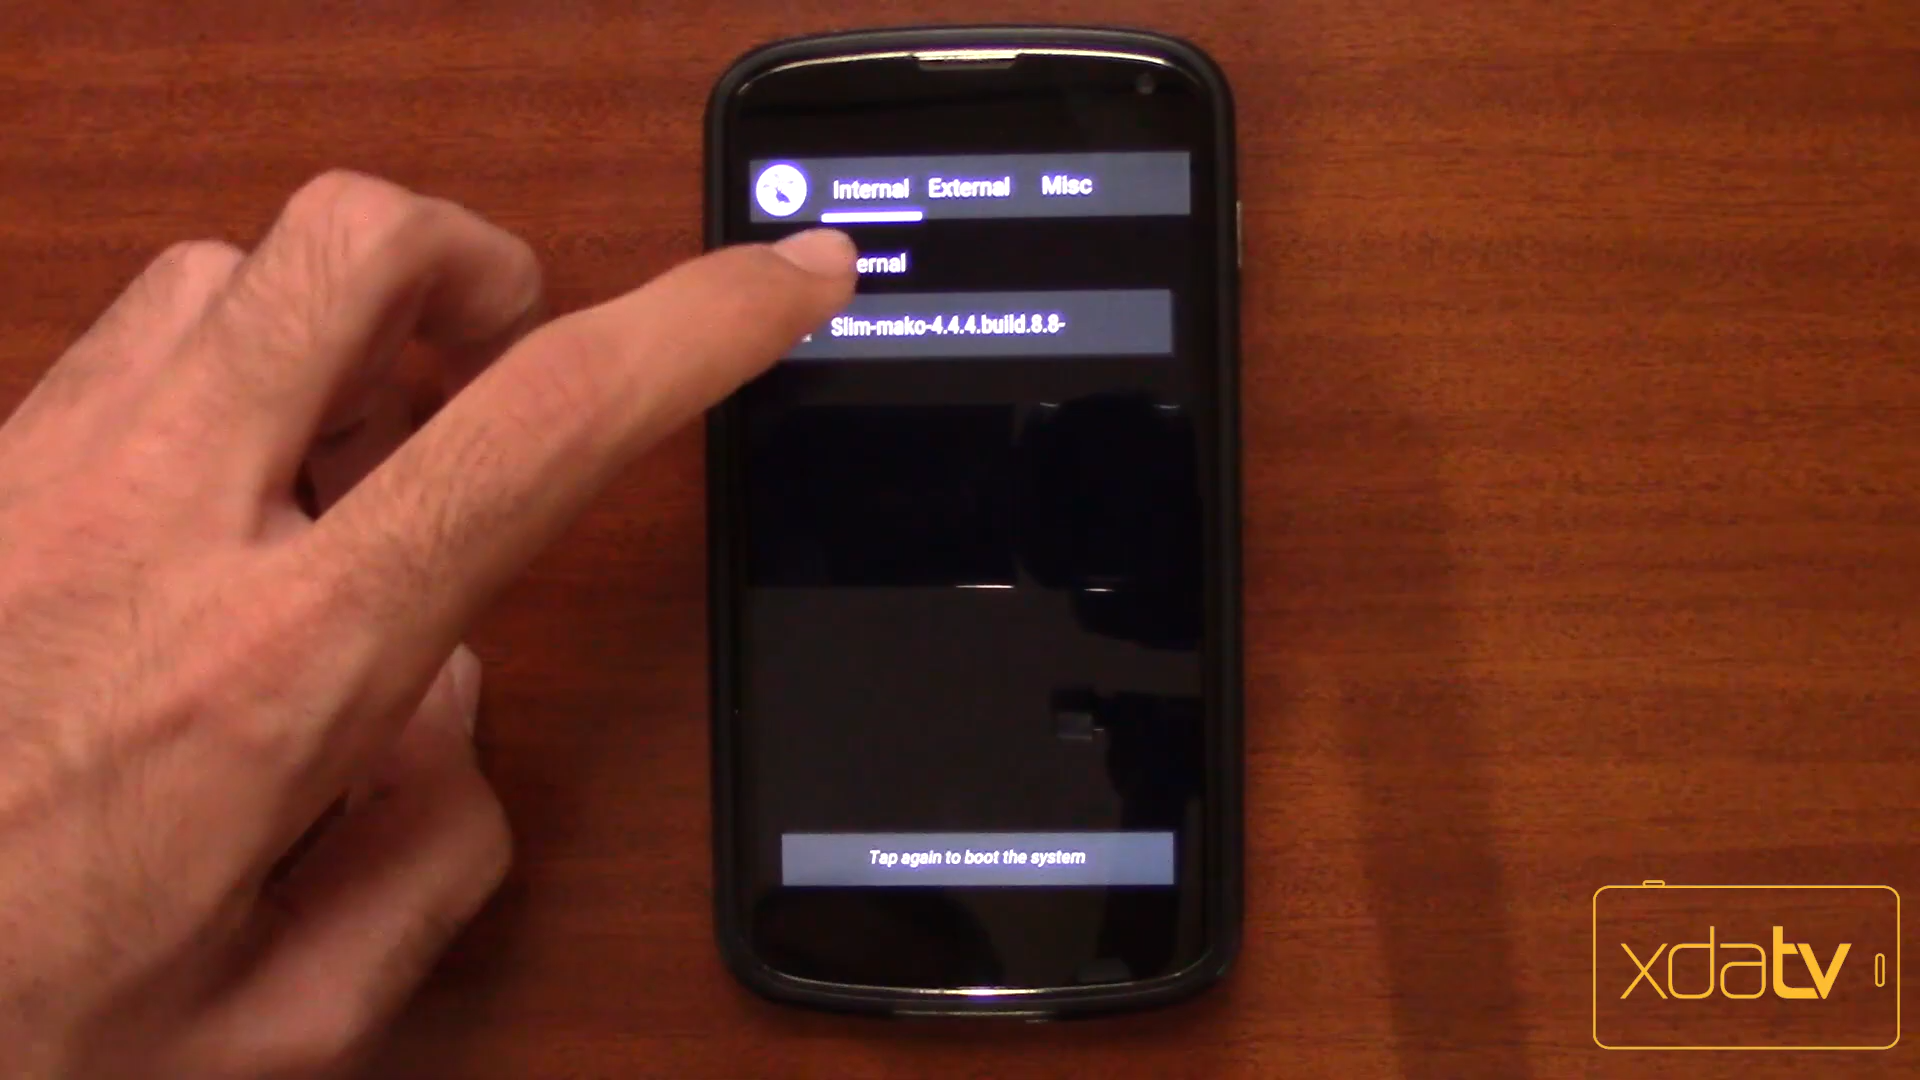 Internal External Misc
ernal
Slim-mako-4.4.4.build.8.8-
Tap again to boot the system
xdatv